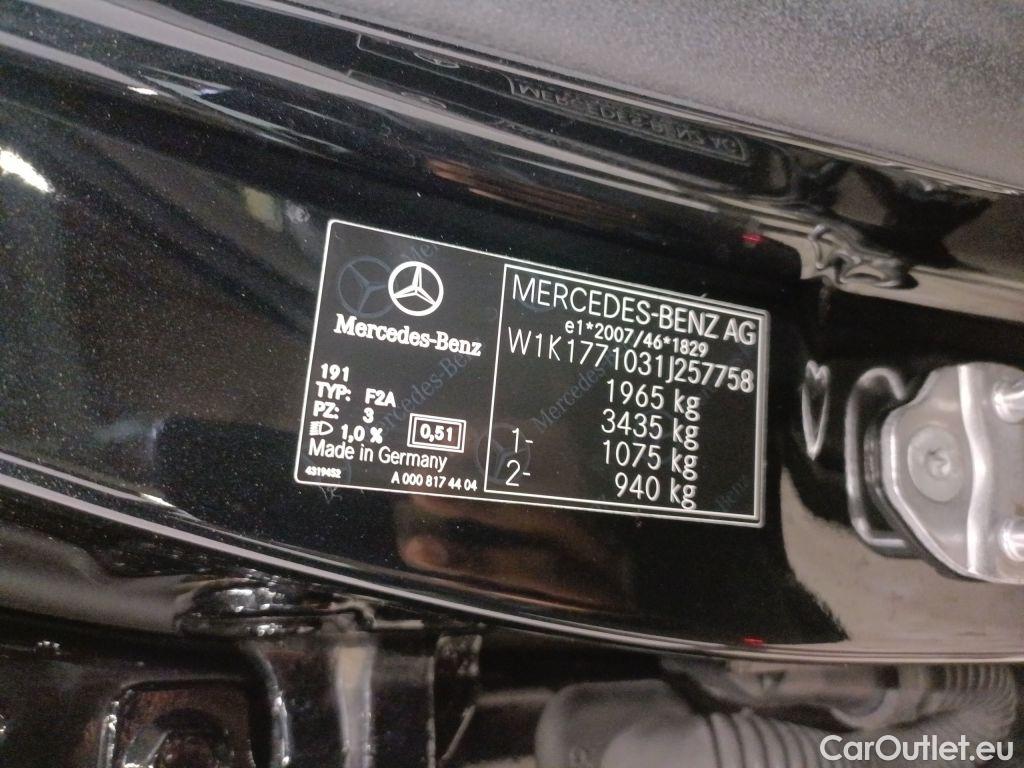 Mercedes-Benz
191
TYP: F2A
PZ: 3
1,0 %
0,51
Made in Germany
4319452
A 000 817 44 04
MERCEDES-BENZ AG
e1*2007/46*1829
W1K1771031J257758
1965 kg
3435 kg
1- 1075 kg
2- 940 kg
CarOutlet.eu